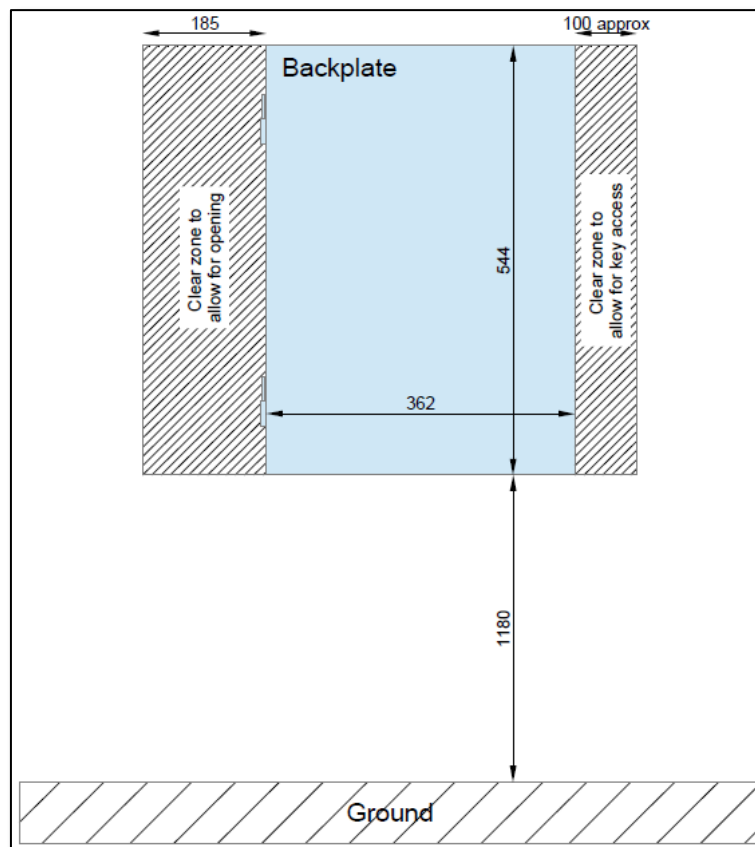 185
100 approx
Backplate
Clear zone to
allow for opening
544
Clear zone to
allow for key access
362
1180
Ground